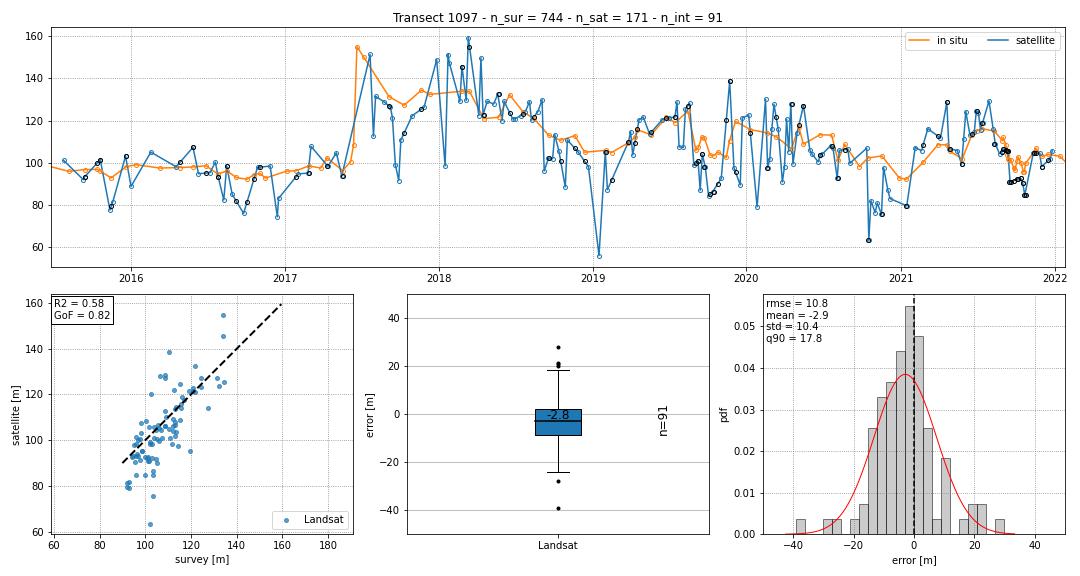 Transect 1097 - n_sur = 744 - n_sat = 171 - n_int = 91
in situ
satellite
160
140
120
100
80
60
2016
2017
2018
2019
2020
2021
2022
R2 = 0.58
GoF = 0.82
satellite [m]
160
140
120
100
80
60
60
80
100
120
140
160
180
survey [m]
Landsat
error [m]
40
20
0
−20
−40
-2.8
n=91
Landsat
rmse = 10.8
mean = -2.9
std = 10.4
q90 = 17.8
pdf
0.05
0.04
0.03
0.02
0.01
0.00
−40
−20
0
20
40
error [m]